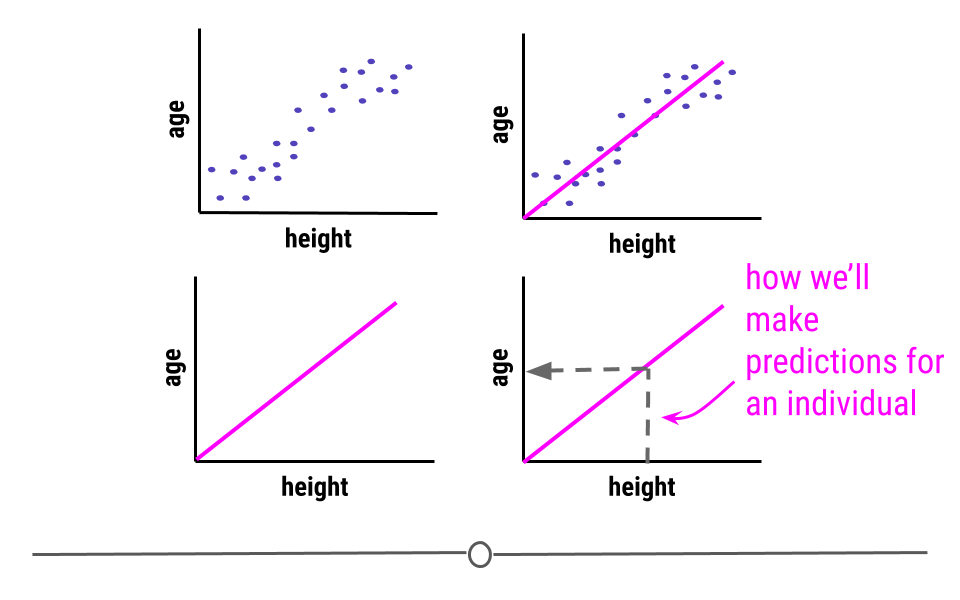 age
height
age
height
age
height
age
height
how we'll
make
predictions for
an individual